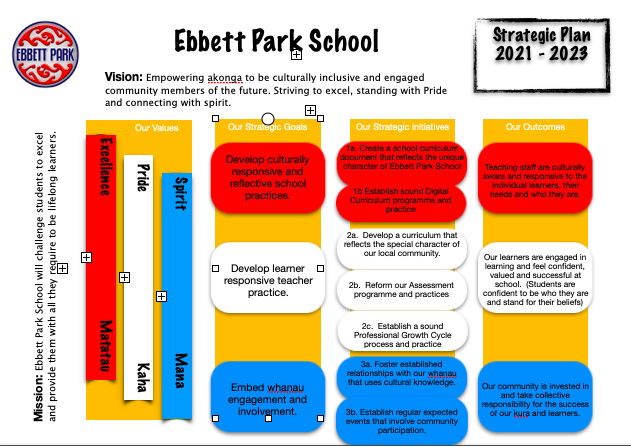 EBBETT PARK
Ebbett Park School
Strategic Plan
2021 - 2023
Vision: Empowering akonga to be culturally inclusive and engaged
community members of the future. Striving to excel, standing with Pride
and connecting with spirit.
Mission: Ebbett Park School will challenge students to excel
and provide them with all they require to be lifelong learners.
Our Values
Excellence
Matatau
Pride
Kaha
Spirit
Mana
Our Strategic Goals
Develop culturally
responsive and
reflective school
practices.
Develop learner
responsive teacher
practice.
Embed whanau
engagement and
involvement.
Our Strategic initiatives
1a. Create a school curriculum
document that reflects the unique
character of Ebbett Park School
1b Establish sound Digital
Curriculum programme and
practice
2a. Develop a curriculum that
reflects the special character of
our local community.
2b. Reform our Assessment
programme and practices
2c. Establish a sound
Professional Growth Cycle
process and practice
3a. Foster established
relationships with our whanau
that uses cultural knowledge.
3b. Establish regular expected
events that involve community
participation.
Our Outcomes
Teaching staff are culturally
aware and responsive to the
individual learners, their
needs and who they are.
Our learners are engaged in
learning and feel confident,
valued and successful at
school. (Students are
confident to be who they are
and stand for their beliefs)
Our community is invested in
and take collective
responsibility for the success
of our kura and learners.